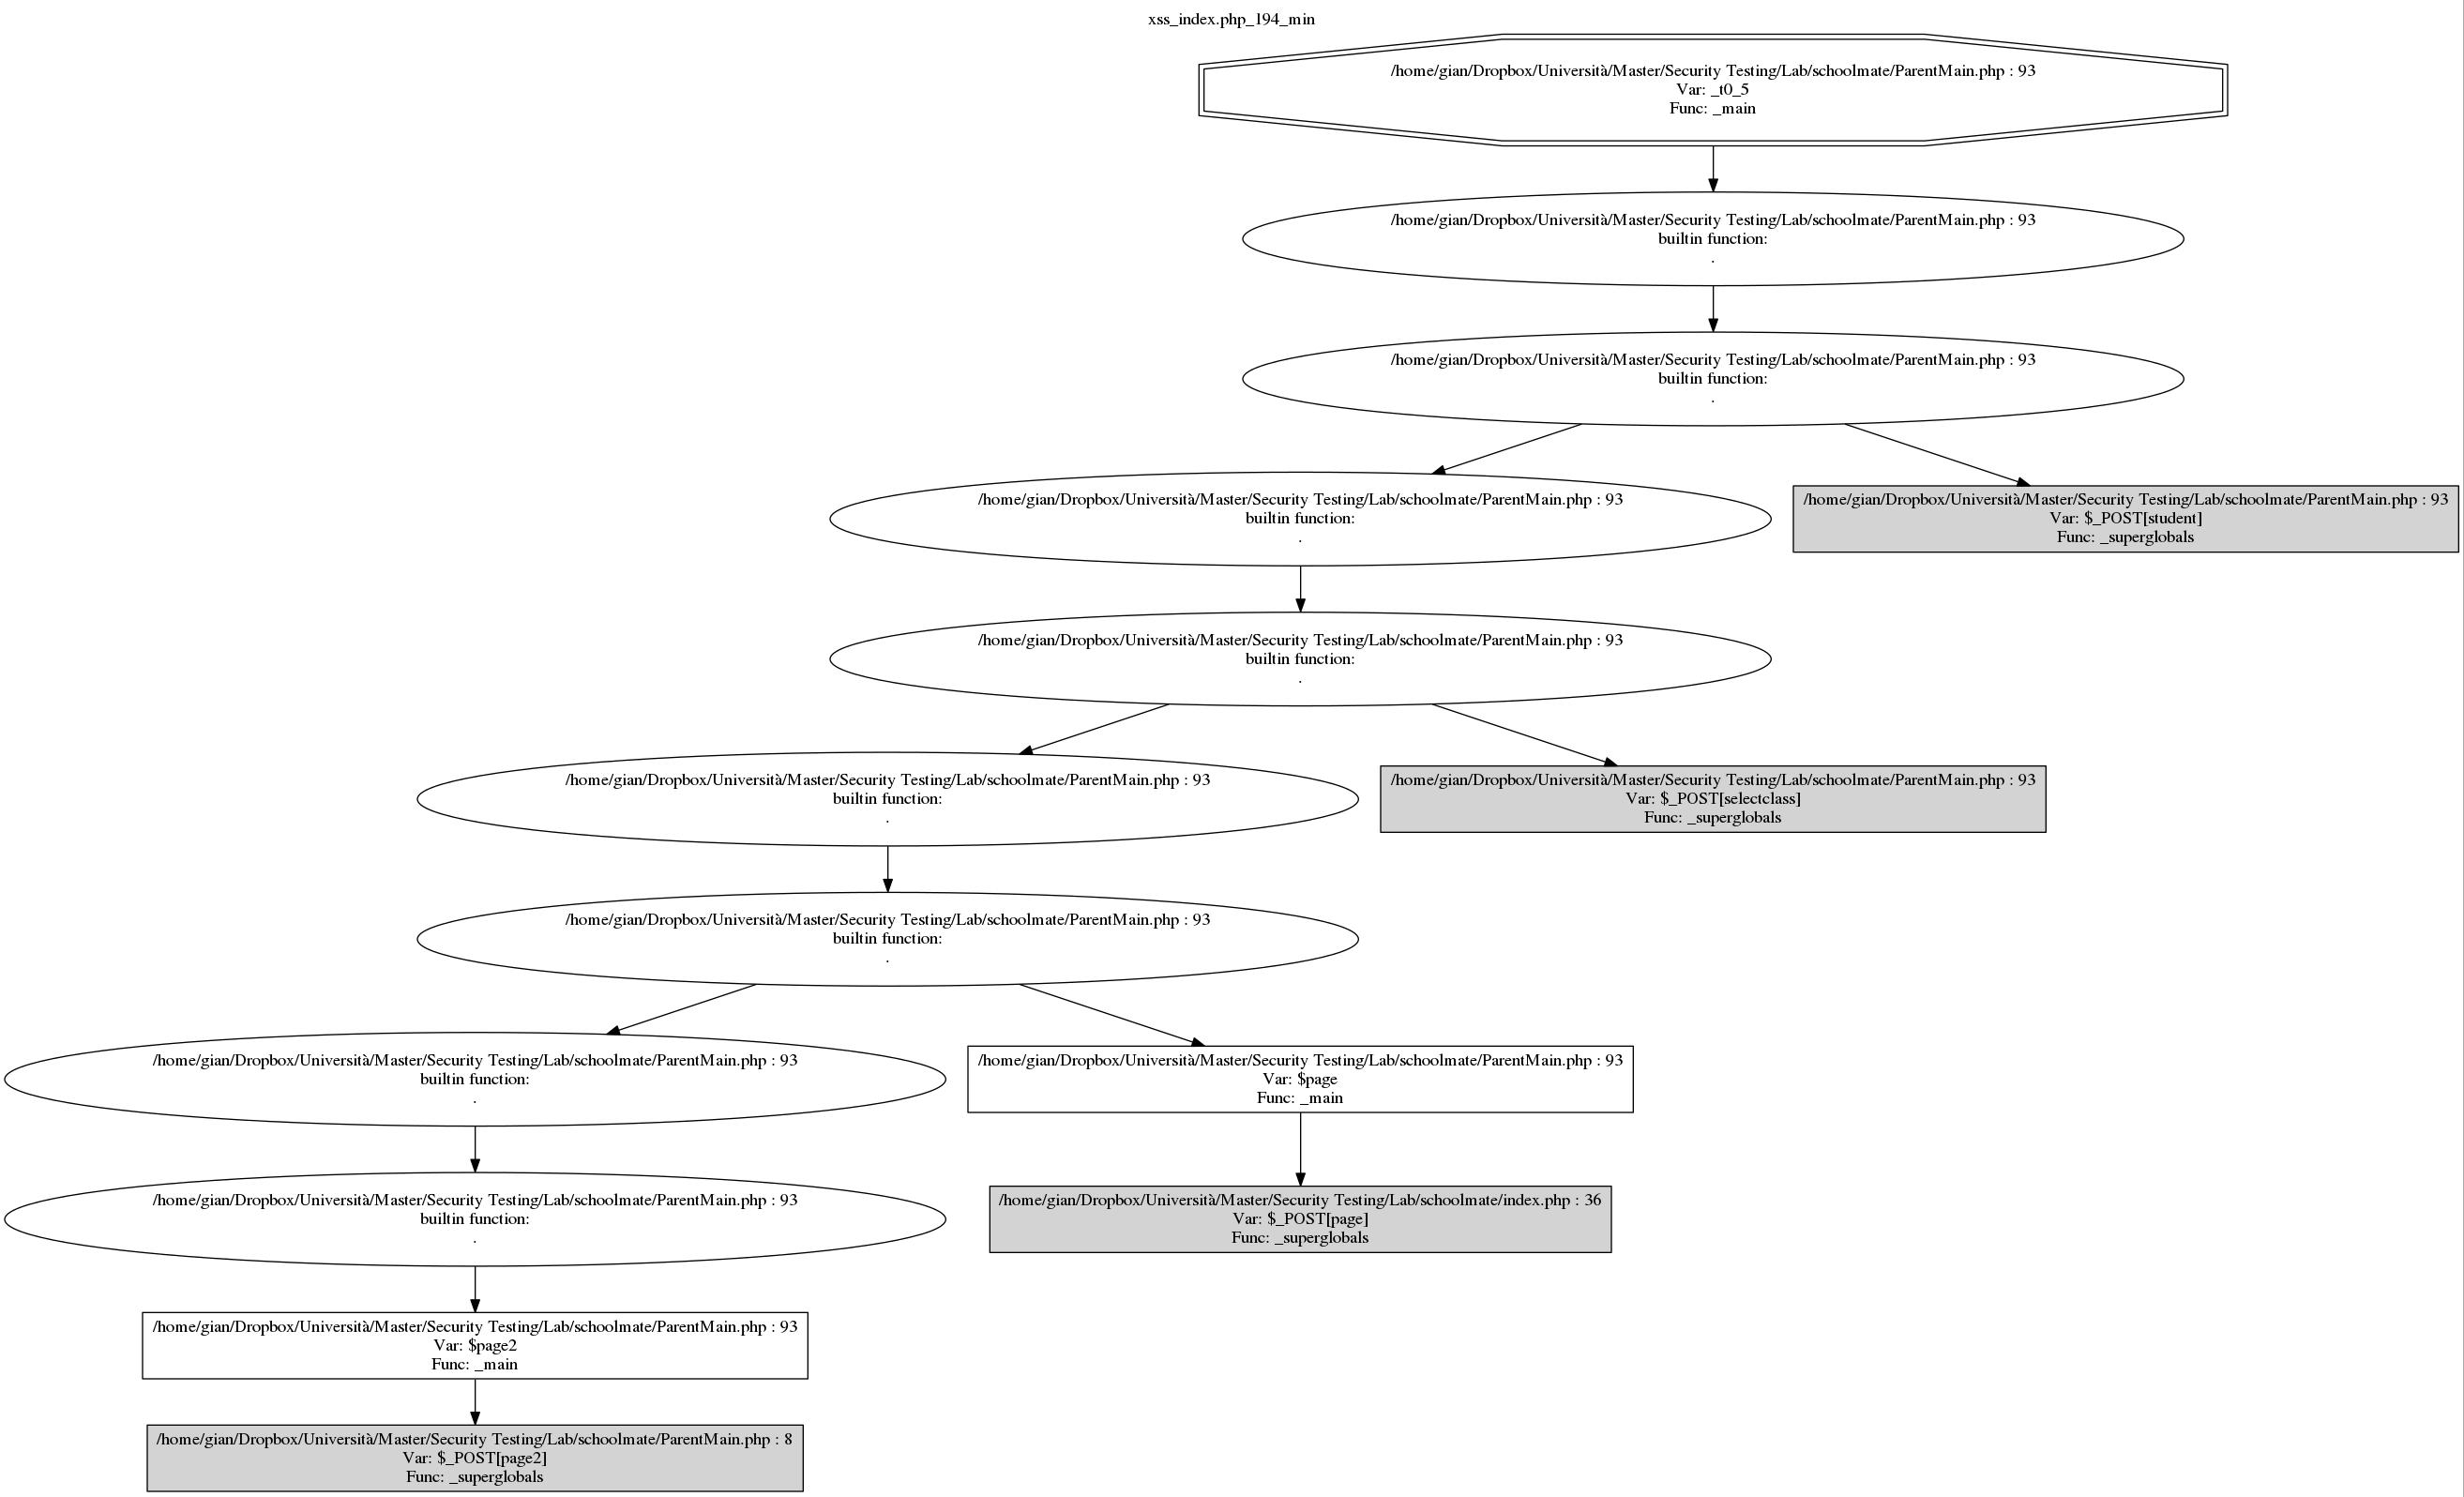 xss_index.php_194_min
/home/gian/Dropbox/Università/Master/Security Testing/Lab/schoolmate/ParentMain.php : 93
Var: _t0_5
Func: _main
/home/gian/Dropbox/Università/Master/Security Testing/Lab/schoolmate/ParentMain.php : 93
builtin function:
.
/home/gian/Dropbox/Università/Master/Security Testing/Lab/schoolmate/ParentMain.php : 93
builtin function:
.
/home/gian/Dropbox/Università/Master/Security Testing/Lab/schoolmate/ParentMain.php : 93
builtin function:
.
/home/gian/Dropbox/Università/Master/Security Testing/Lab/schoolmate/ParentMain.php : 93
Var: $_POST[student]
Func: _superglobals
/home/gian/Dropbox/Università/Master/Security Testing/Lab/schoolmate/ParentMain.php : 93
builtin function:
.
/home/gian/Dropbox/Università/Master/Security Testing/Lab/schoolmate/ParentMain.php : 93
builtin function:
.
/home/gian/Dropbox/Università/Master/Security Testing/Lab/schoolmate/ParentMain.php : 93
Var: $_POST[selectclass]
Func: _superglobals
/home/gian/Dropbox/Università/Master/Security Testing/Lab/schoolmate/ParentMain.php : 93
builtin function:
.
/home/gian/Dropbox/Università/Master/Security Testing/Lab/schoolmate/ParentMain.php : 93
builtin function:
.
/home/gian/Dropbox/Università/Master/Security Testing/Lab/schoolmate/ParentMain.php : 93
Var: $page
Func: _main
/home/gian/Dropbox/Università/Master/Security Testing/Lab/schoolmate/ParentMain.php : 93
builtin function:
.
/home/gian/Dropbox/Università/Master/Security Testing/Lab/schoolmate/index.php : 36
Var: $_POST[page]
Func: _superglobals
/home/gian/Dropbox/Università/Master/Security Testing/Lab/schoolmate/ParentMain.php : 93
Var: $page2
Func: _main
/home/gian/Dropbox/Università/Master/Security Testing/Lab/schoolmate/ParentMain.php : 8
Var: $_POST[page2]
Func: _superglobals